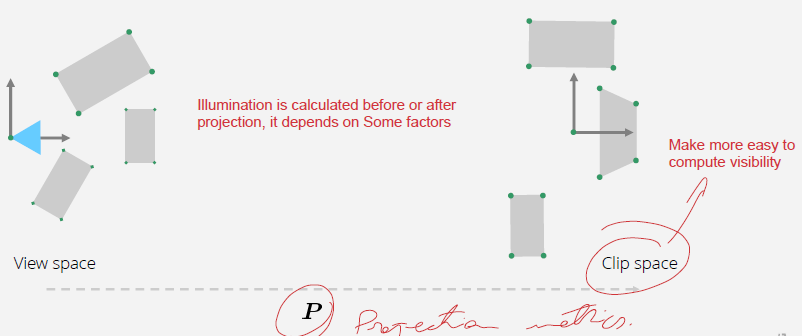 Illumination is calculated before or after
projection, it depends on Some factors
Make more easy to
compute visibility
View space
Clip space
P
Projection